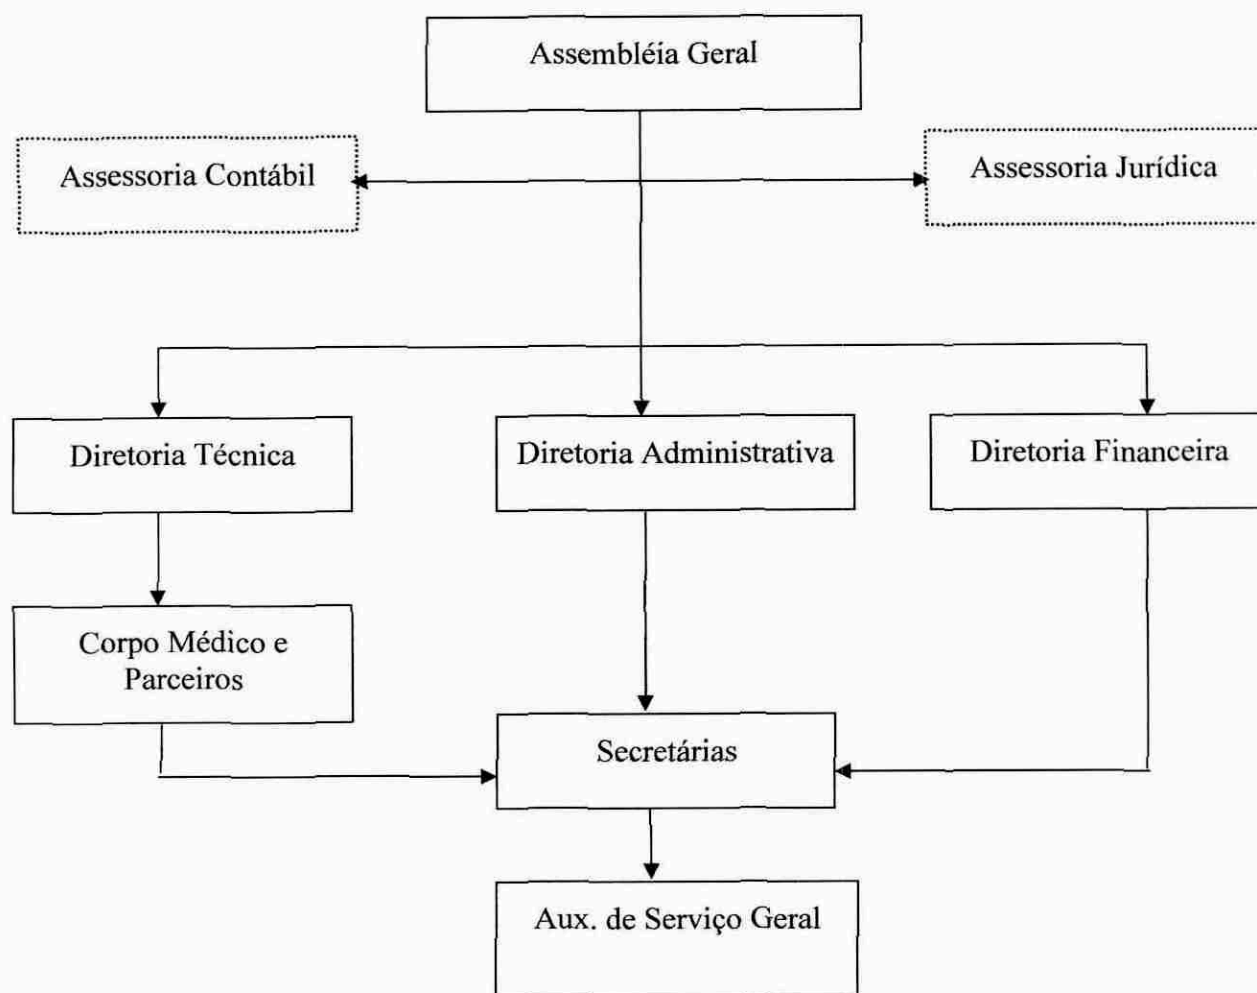 Assembléia Geral
Assessoria Contábil
Assessoria Jurídica
Diretoria Técnica
Diretoria Administrativa
Diretoria Financeira
Corpo Médico e
Parceiros
Secretárias
Aux. de Serviço Geral